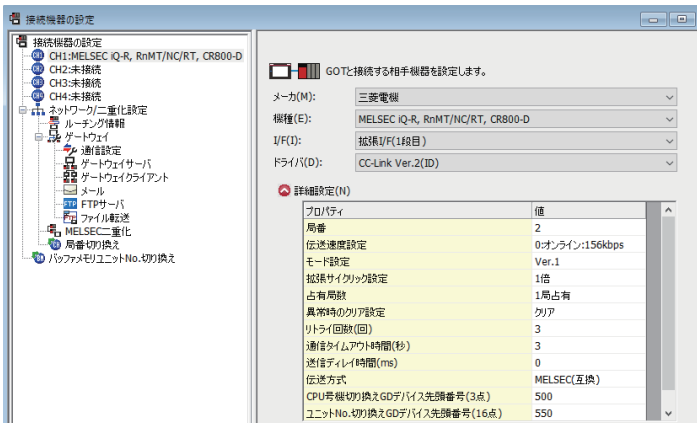 接続機器の設定
接続機器の設定
CH1:MELSEC iQ-R, RnMT/NC/RT, CR800-D
CH2:未接続
CH3:未接続
CH4:未接続
ネットワーク/二重化設定
ルーチング情報
ゲートウェイ
通信設定
ゲートウェイサーバ
ゲートウェイクライアント
メール
FTPサーバ
ファイル転送
MELSEC二重化
局番切り換え
バッファメモリユニットNo.切り換え
GOTと接続する相手機器を設定します。
メーカ(M): 三菱電機
機種(E): MELSEC iQ-R, RnMT/NC/RT, CR800-D
I/F(I): 拡張I/F(1段目)
ドライバ(D): CC-Link Ver.2(ID)
詳細設定(N)
プロパティ 値
局番 2
伝送速度設定 0:オンライン:156kbps
モード設定 Ver.1
拡張サイクリック設定 1倍
占有局数 1局占有
異常時のクリア設定 クリア
リトライ回数(回) 3
通信タイムアウト時間(秒) 3
送信ディレイ時間(ms) 0
伝送方式 MELSEC(互換)
CPU号機切り換えGDデバイス先頭番号(3点) 500
ユニットNo.切り換えGDデバイス先頭番号(16点) 550